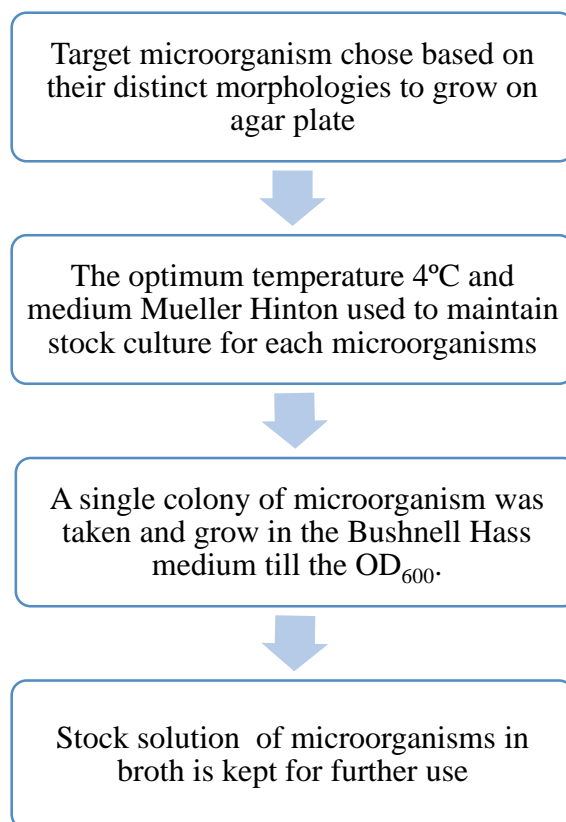 Target microorganism chose based on
their distinct morphologies to grow on
agar plate
The optimum temperature 4ºC and
medium Mueller Hinton used to maintain
stock culture for each microorganisms
A single colony of microorganism was
taken and grow in the Bushnell Hass
medium till the OD₆₀₀.
Stock solution of microorganisms in
broth is kept for further use